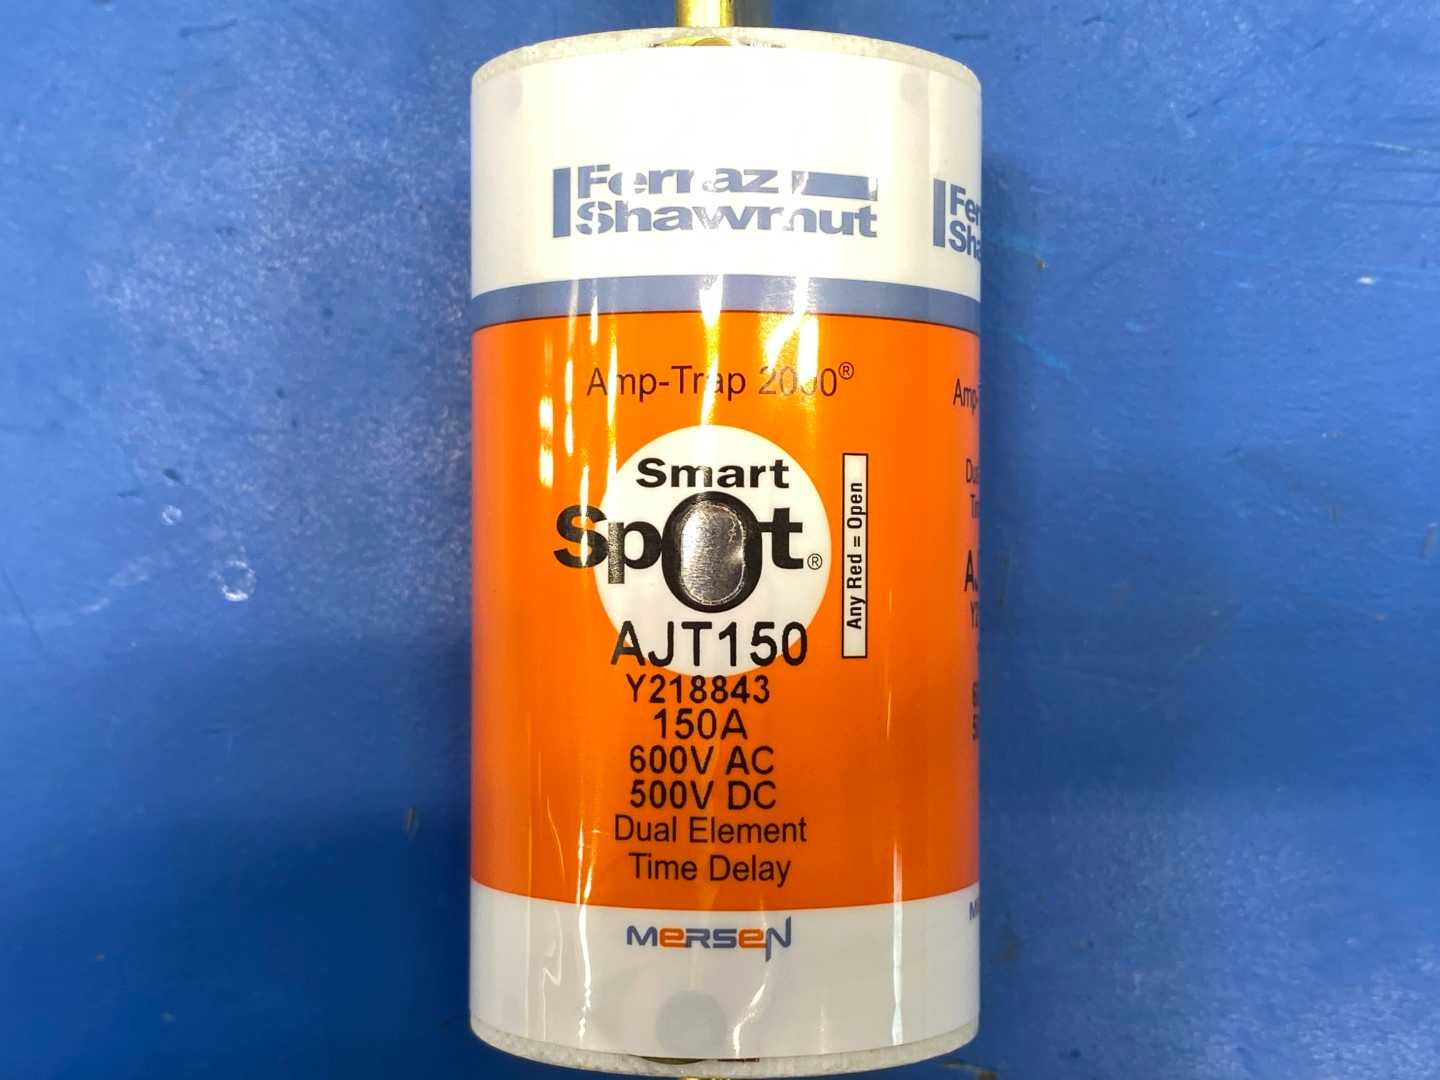 Ferraz
Shawmut
Amp-Trap 2000®
Smart
Spot®
Any Red = Open
AJT150
Y218843
150A
600V AC
500V DC
Dual Element
Time Delay
MERSEN